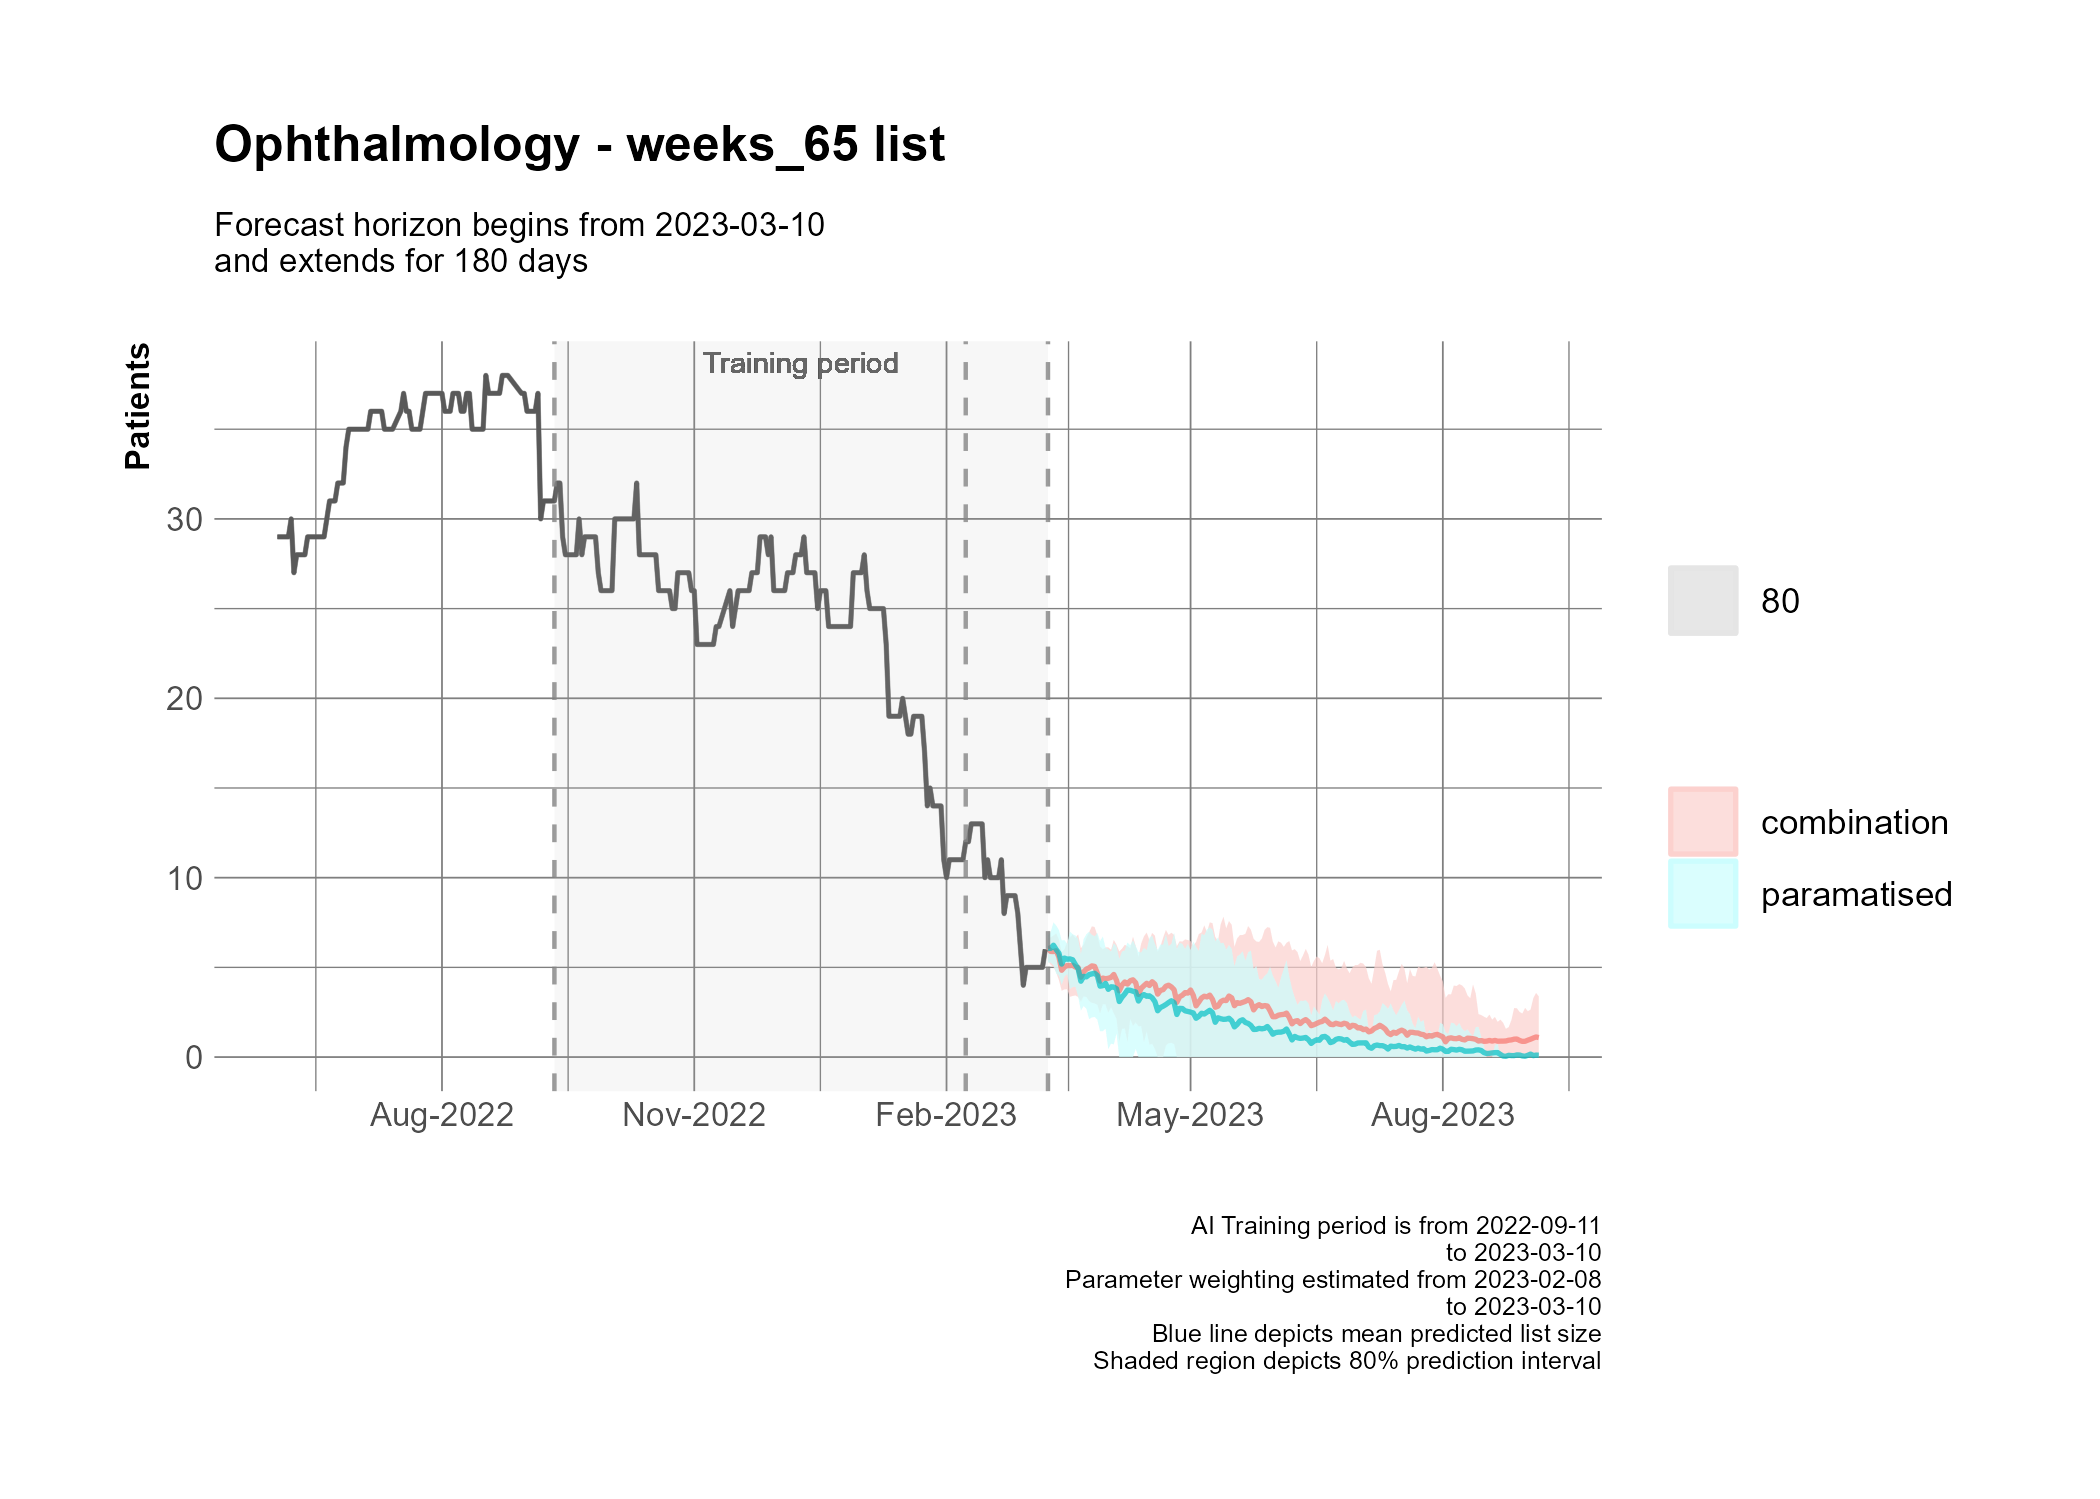 Ophthalmology - weeks_65 list
Forecast horizon begins from 2023-03-10
and extends for 180 days
Patients
Training period
30
20
10
0
Aug-2022
Nov-2022
Feb-2023
May-2023
Aug-2023
80
combination
paramatised
AI Training period is from 2022-09-11
to 2023-03-10
Parameter weighting estimated from 2023-02-08
to 2023-03-10
Blue line depicts mean predicted list size
Shaded region depicts 80% prediction interval